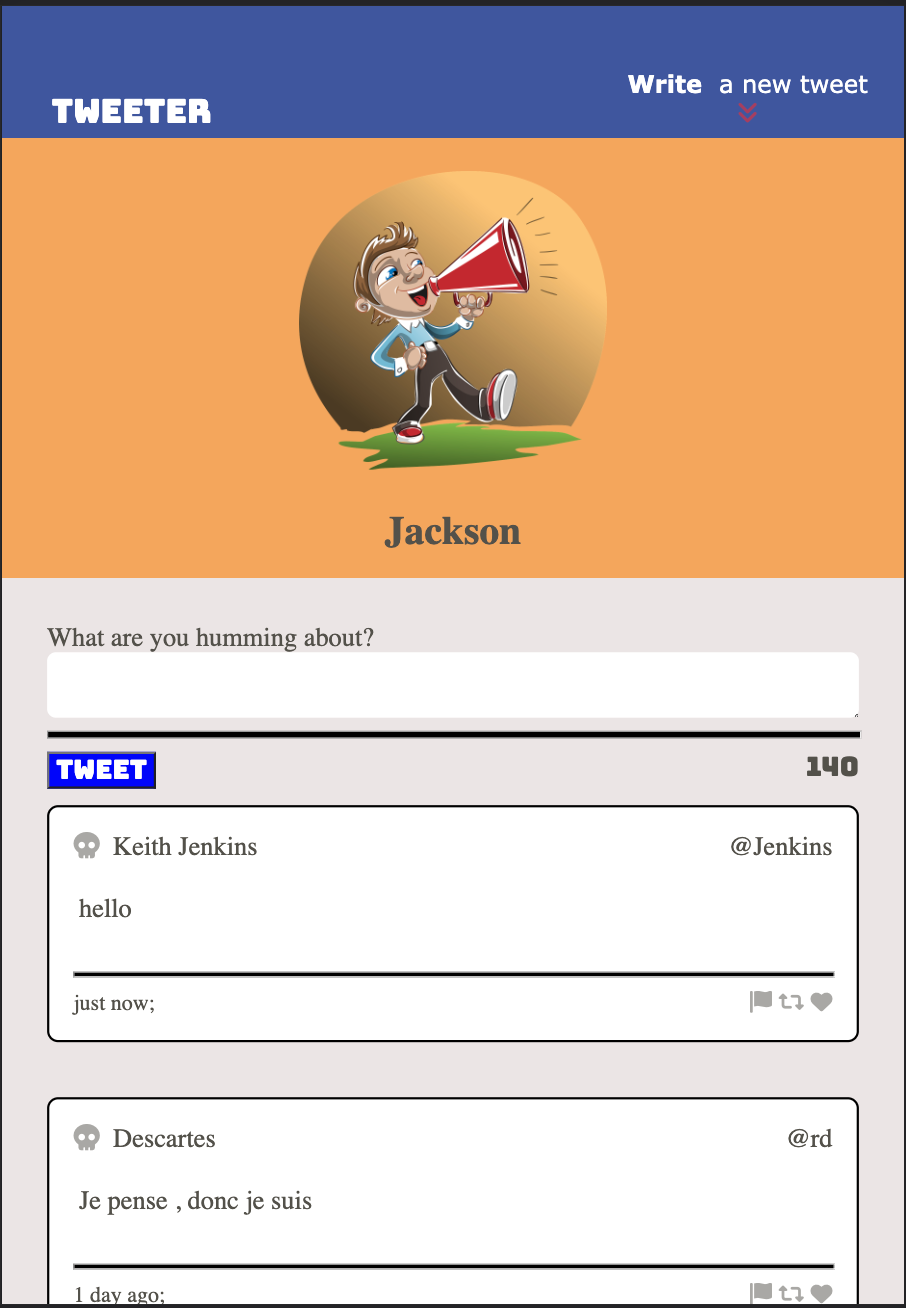 TWEETER
Write a new tweet
Jackson
What are you humming about?
TWEET
140
Keith Jenkins
@Jenkins
hello
just now;
Descartes
@rd
Je pense , donc je suis
1 day ago;